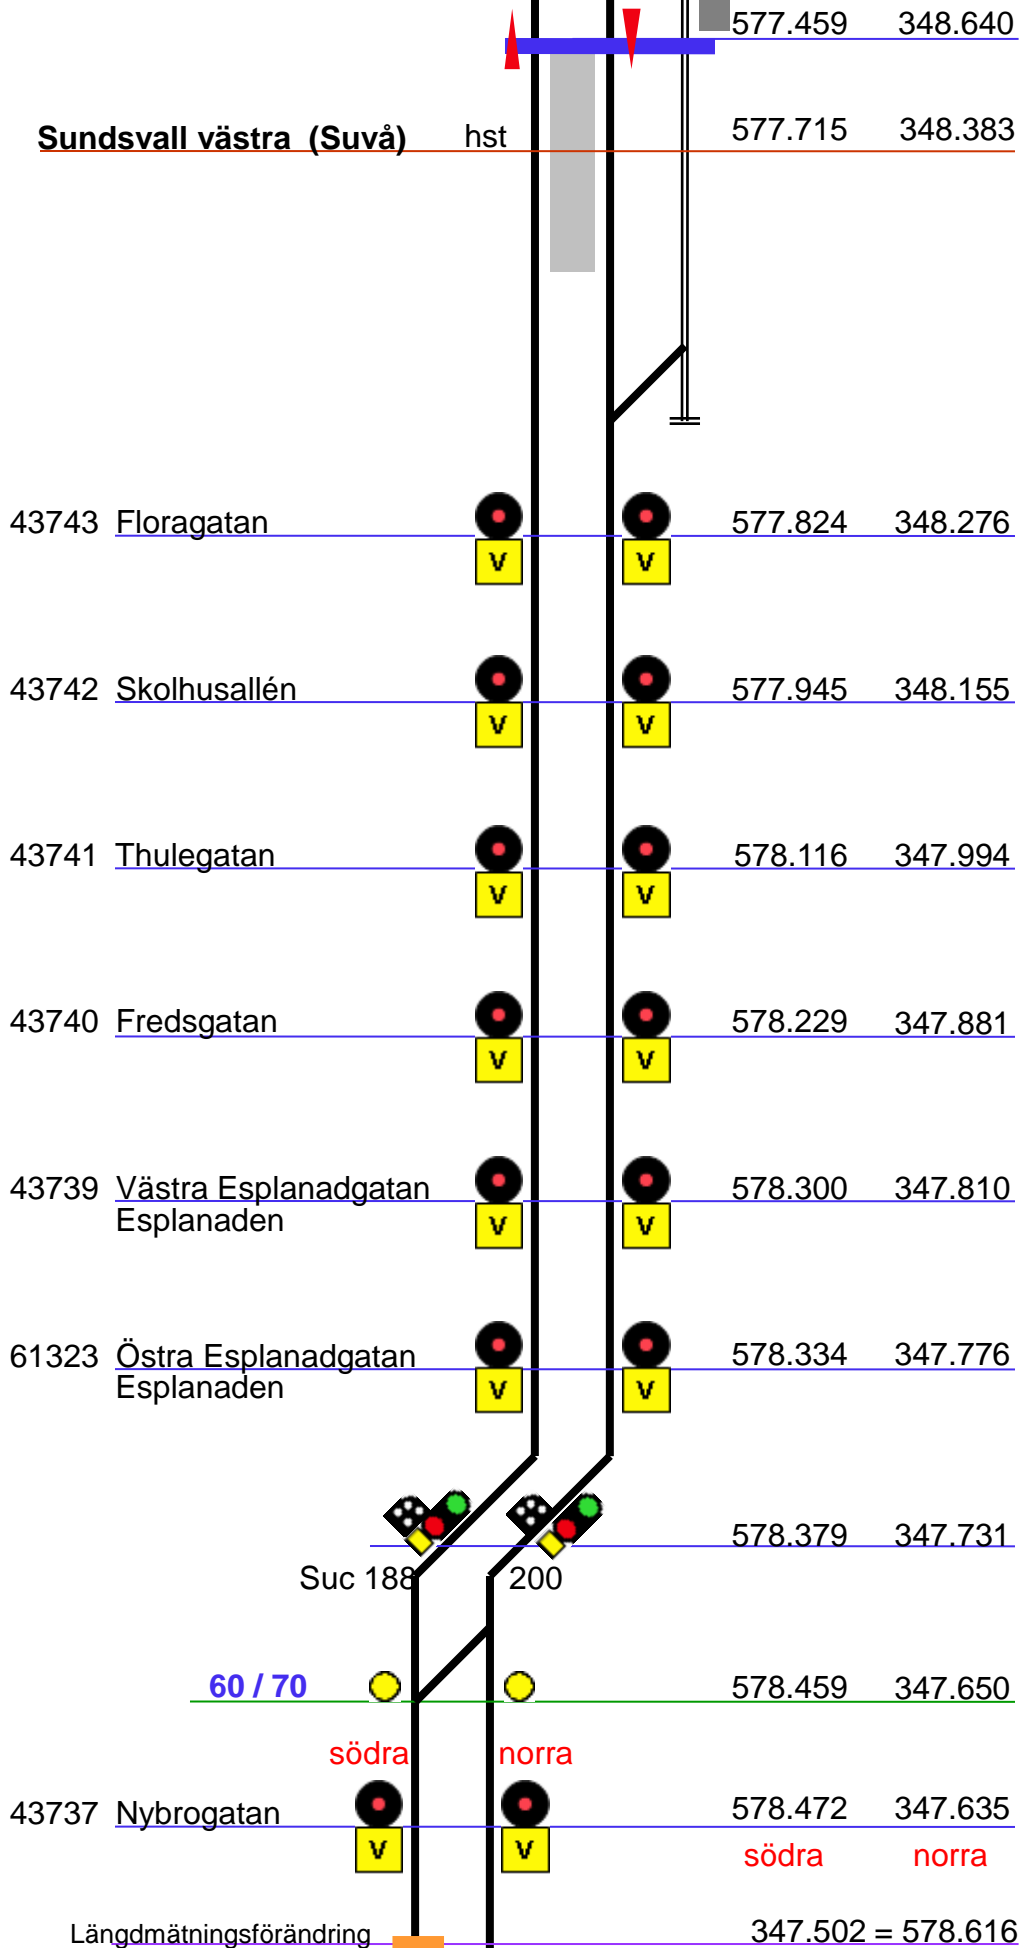 577.459 348.640
Sundsvall västra (Suvå) hst 577.715 348.383
43743 Floragatan 577.824 348.276
V V
43742 Skolhusallén 577.945 348.155
V V
43741 Thulegatan 578.116 347.994
V V
43740 Fredsgatan 578.229 347.881
V V
43739 Västra Esplanadgatan 578.300 347.810
Esplanaden V V
61323 Östra Esplanadgatan 578.334 347.776
Esplanaden V V
578.379 347.731
Suc 188 200
60 / 70 578.459 347.650
södra norra
43737 Nybrogatan 578.472 347.635
V V södra norra
Längdmätningsförändring 347.502 = 578.616